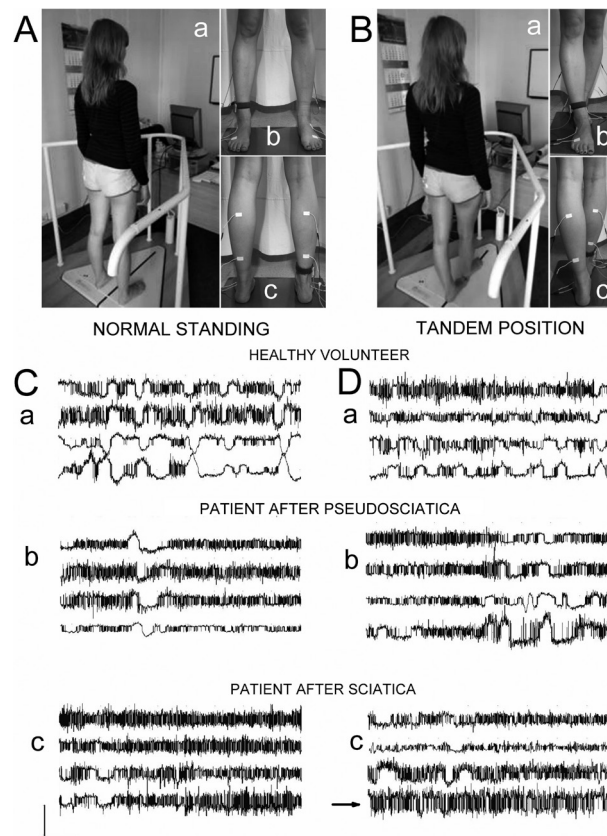 A
a
b
c
B
b
c
NORMAL STANDING
TANDEM POSITION
HEALTHY VOLUNTEER
C
D
a
a
PATIENT AFTER PSEUDOSCIATICA
b
b
PATIENT AFTER SCIATICA
c
c